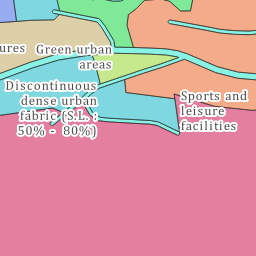 ures
Green urban
areas
Discontinuous
dense urban
fabric (S.L. :
50% - 80%)
Sports and
leisure
facilities